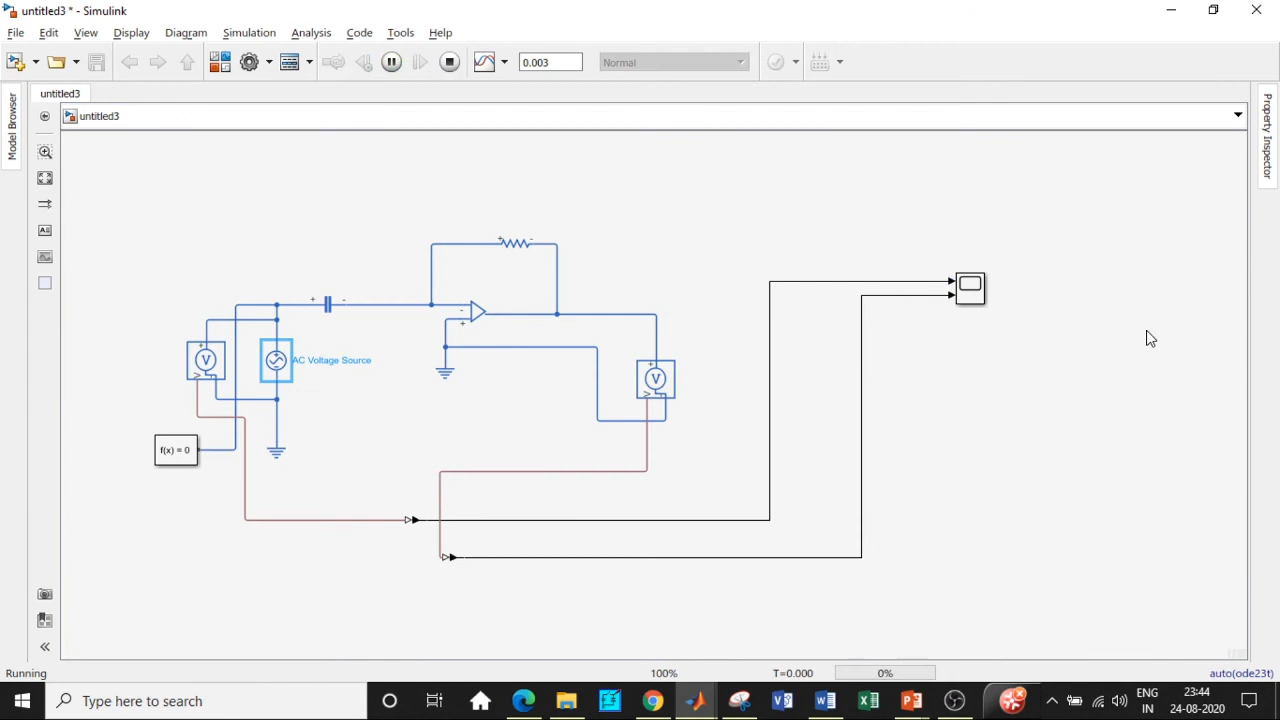 untitled3 * - Simulink
File Edit View Display Diagram Simulation Analysis Code Tools Help
0.003 Normal
untitled3
untitled3
Model Browser
Property Inspector
+ -
+ -
-
+
+
V
+
AC Voltage Source
+
V
f(x) = 0
Running 100% T=0.000 0% auto(ode23t)
Type here to search
ENG
IN
23:44
24-08-2020